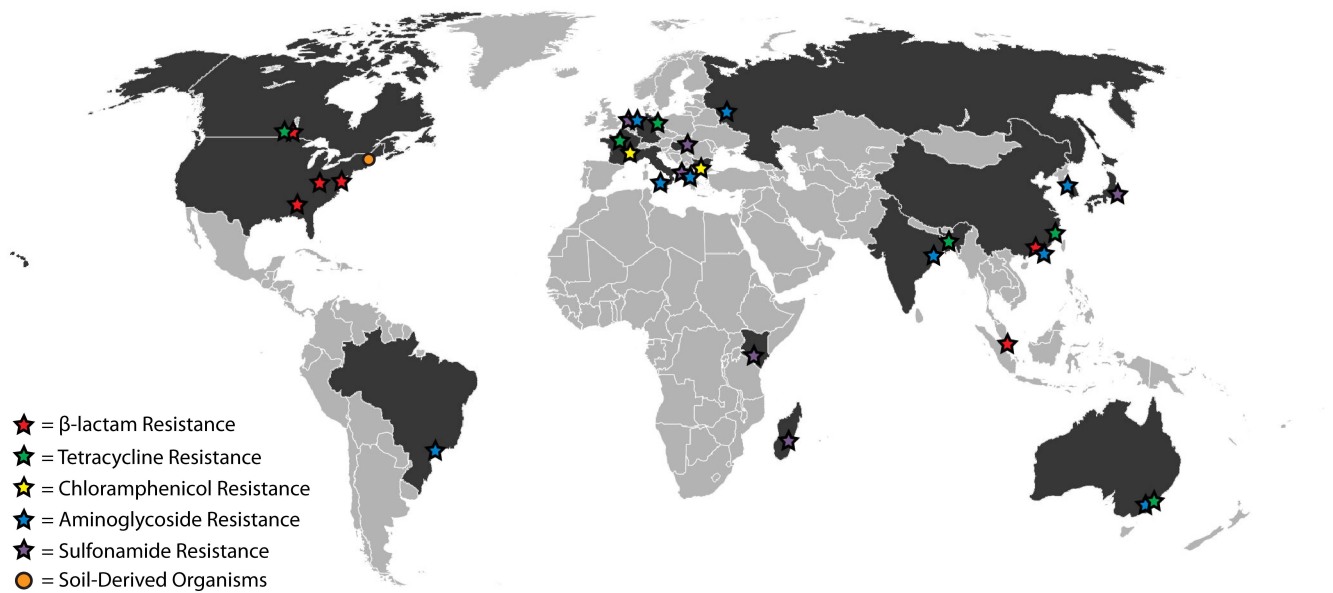 = β-lactam Resistance
= Tetracycline Resistance
= Chloramphenicol Resistance
= Aminoglycoside Resistance
= Sulfonamide Resistance
= Soil-Derived Organisms